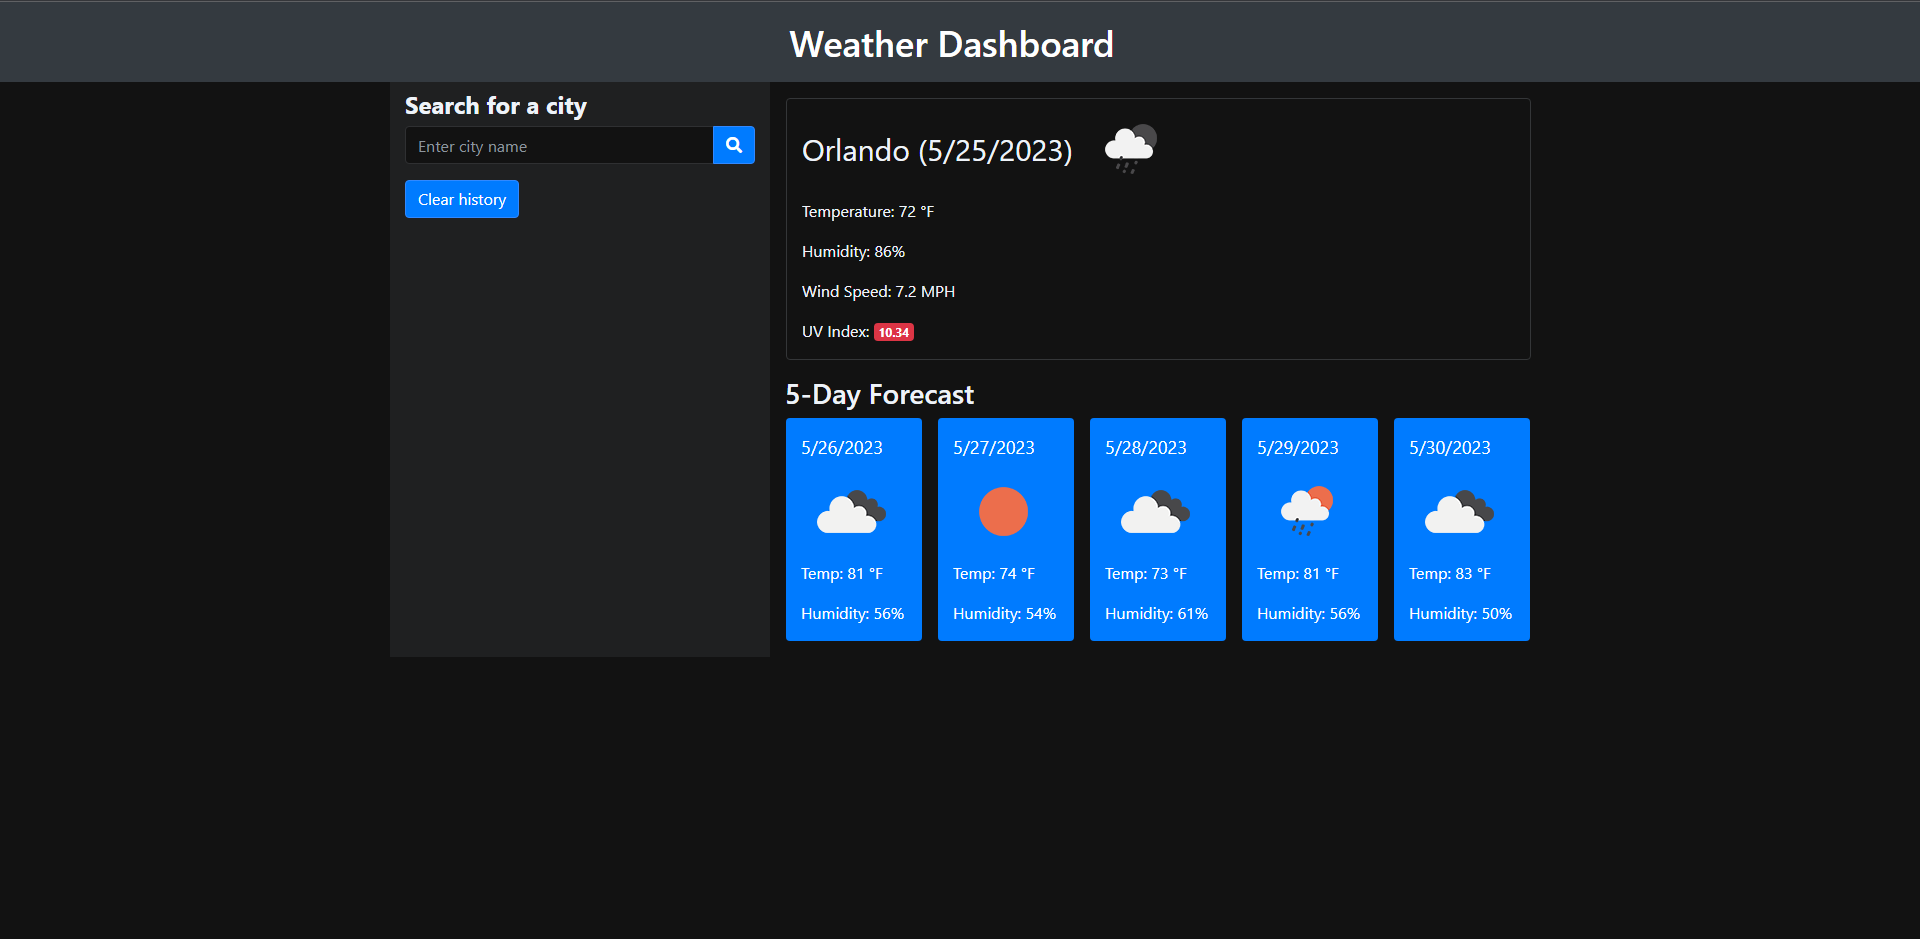 Weather Dashboard
Search for a city
Enter city name
Clear history
Orlando (5/25/2023)
Temperature: 72 °F
Humidity: 86%
Wind Speed: 7.2 MPH
UV Index: 10.34
5-Day Forecast
5/26/2023
Temp: 81 °F
Humidity: 56%
5/27/2023
Temp: 74 °F
Humidity: 54%
5/28/2023
Temp: 73 °F
Humidity: 61%
5/29/2023
Temp: 81 °F
Humidity: 56%
5/30/2023
Temp: 83 °F
Humidity: 50%